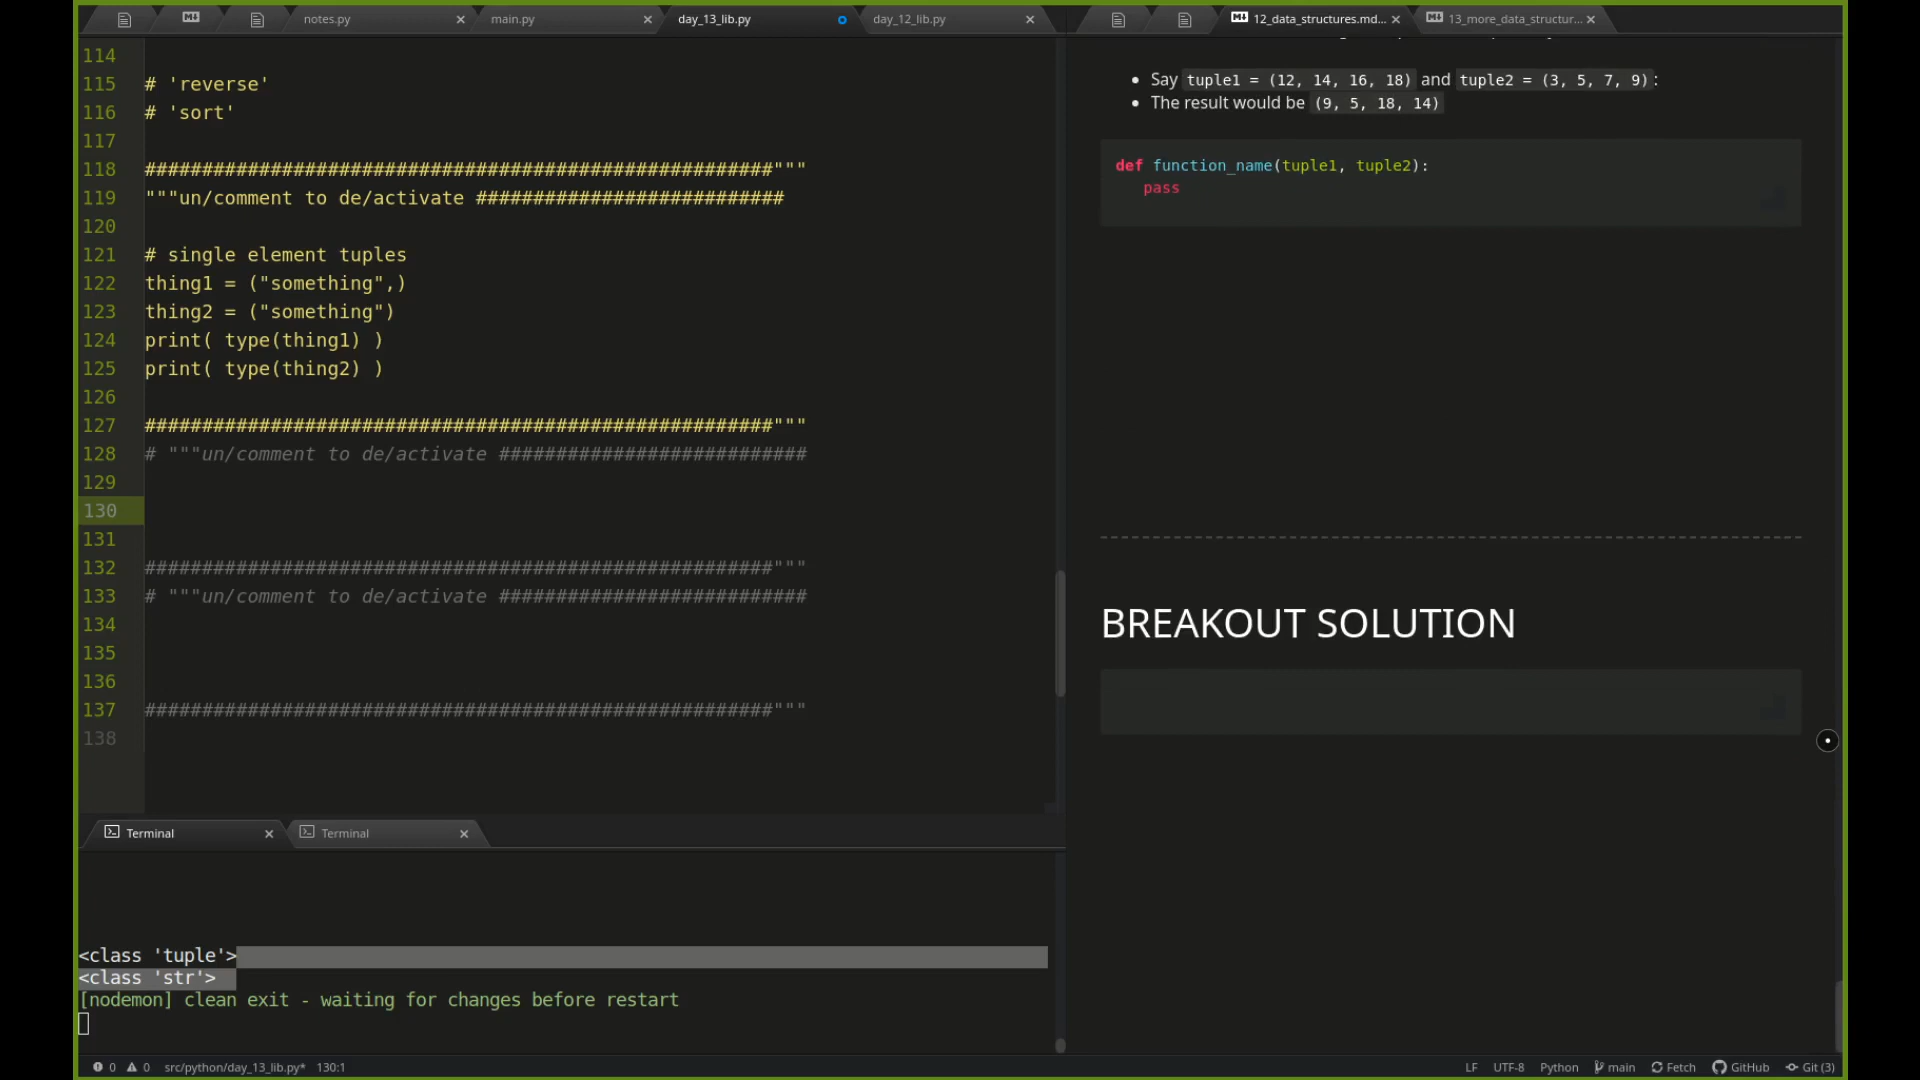 notes.py
main.py
day_13_lib.py
day_12_lib.py
12_data_structures.md...
13_more_data_structur...
114
115 # 'reverse'
116 # 'sort'
117
118 #######################################################"""
119 """un/comment to de/activate ###########################
120
121 # single element tuples
122 thing1 = ("something",)
123 thing2 = ("something")
124 print( type(thing1) )
125 print( type(thing2) )
126
127 #######################################################"""
128 # """un/comment to de/activate ###########################
129
130
131
132 #######################################################"""
133 # """un/comment to de/activate ###########################
134
135
136
137 #######################################################"""
138
Say tuple1 = (12, 14, 16, 18) and tuple2 = (3, 5, 7, 9):
The result would be (9, 5, 18, 14)
def function_name(tuple1, tuple2):
pass
BREAKOUT SOLUTION
Terminal
Terminal
<class 'tuple'>
<class 'str'>
[nodemon] clean exit - waiting for changes before restart
0 0 src/python/day_13_lib.py* 130:1
LF UTF-8 Python main Fetch GitHub Git (3)